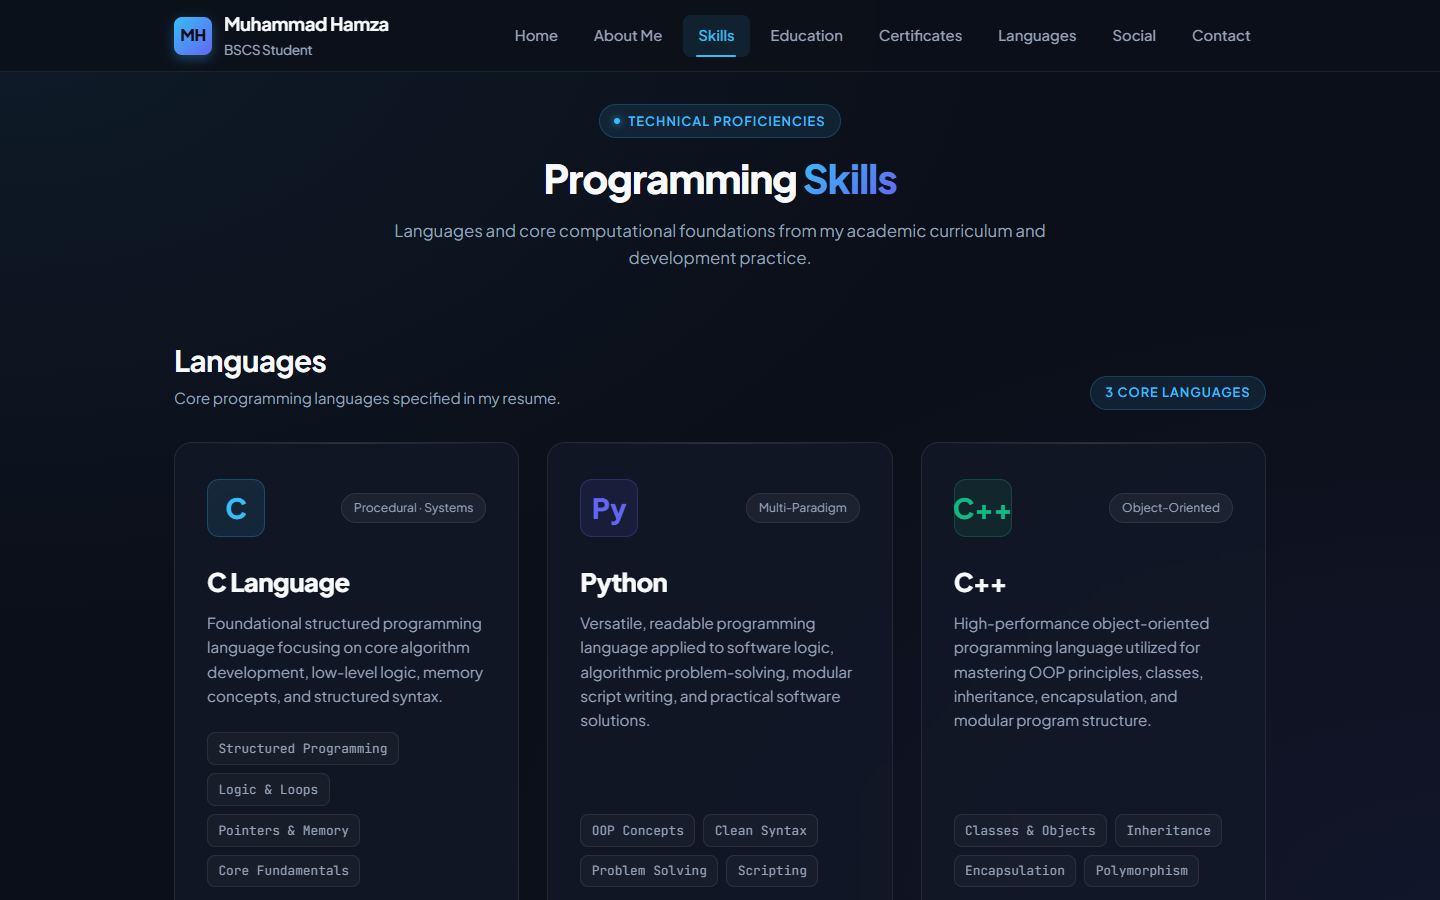 MH
Muhammad Hamza
BSCS Student
Home
About Me
Skills
Education
Certificates
Languages
Social
Contact
TECHNICAL PROFICIENCIES
Programming Skills
Languages and core computational foundations from my academic curriculum and
development practice.
Languages
Core programming languages specified in my resume.
3 CORE LANGUAGES
C
Procedural · Systems
C Language
Foundational structured programming
language focusing on core algorithm
development, low-level logic, memory
concepts, and structured syntax.
Structured Programming
Logic & Loops
Pointers & Memory
Core Fundamentals
Py
Multi-Paradigm
Python
Versatile, readable programming
language applied to software logic,
algorithmic problem-solving, modular
script writing, and practical software
solutions.
OOP Concepts
Clean Syntax
Problem Solving
Scripting
C++
Object-Oriented
C++
High-performance object-oriented
programming language utilized for
mastering OOP principles, classes,
inheritance, encapsulation, and
modular program structure.
Classes & Objects
Inheritance
Encapsulation
Polymorphism